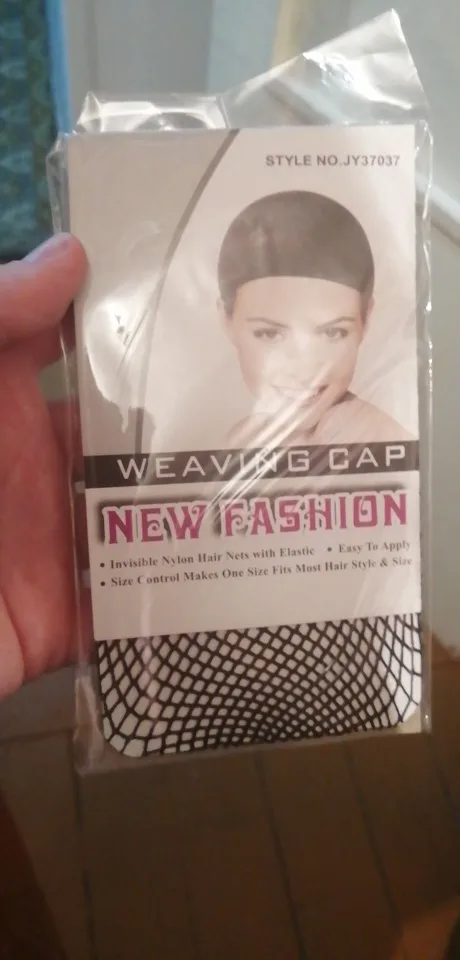 STYLE NO.JY37037
WEAVING CAP
NEW FASHION
• Invisible Nylon Hair Nets with Elastic • Easy To Apply
• Size Control Makes One Size Fits Most Hair Style & Size